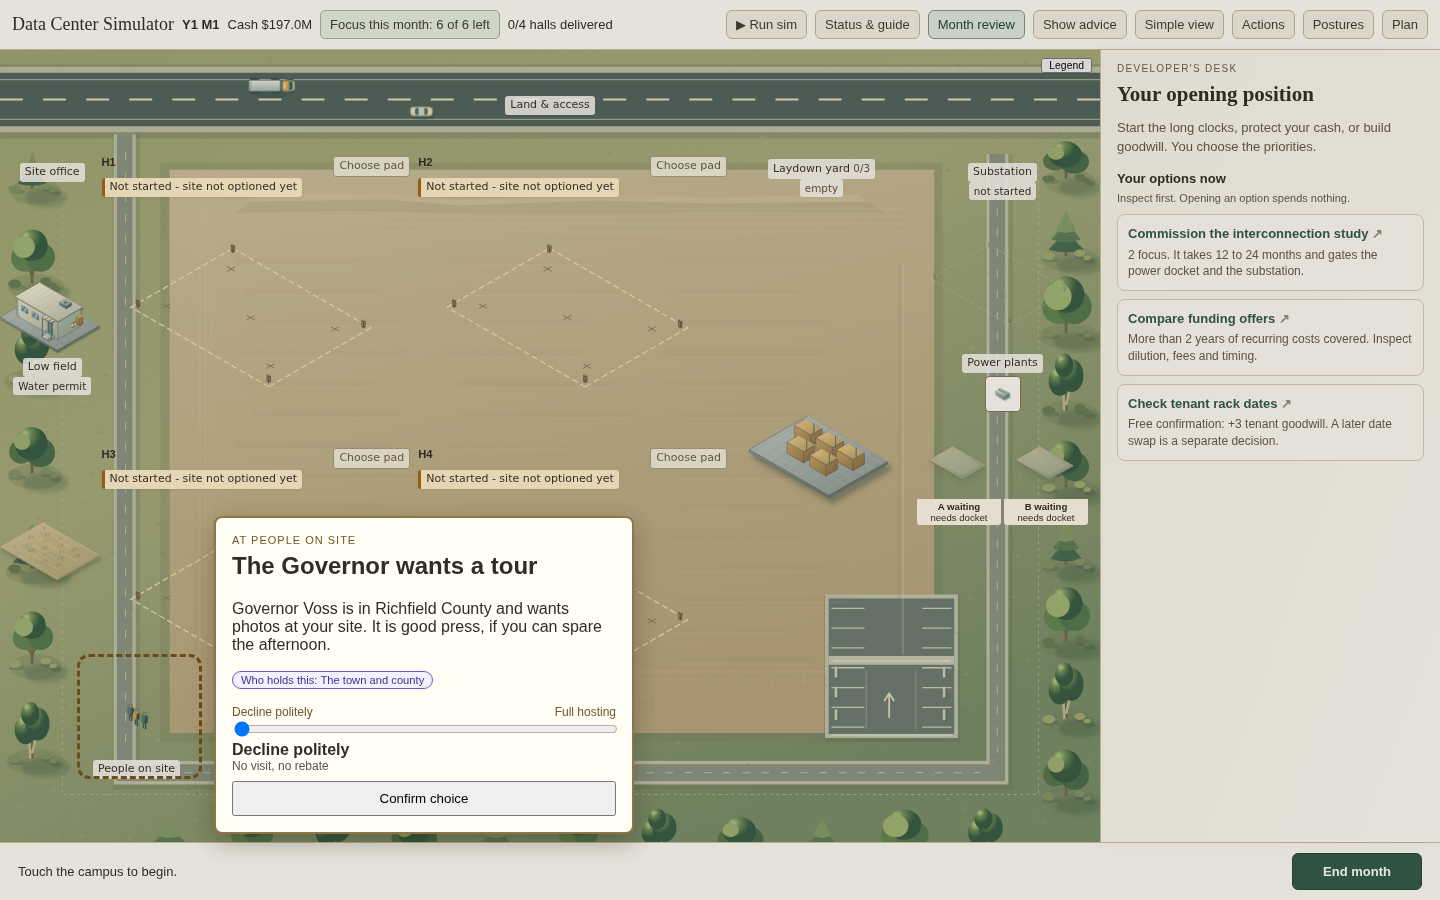 Data Center Simulator Y1 M1 Cash $197.0M Focus this month: 6 of 6 left 0/4 halls delivered ▶ Run sim Status & guide Month review Show advice Simple view Actions Postures Plan
Legend
Land & access
Site office
H1
Choose pad
Not started - site not optioned yet
H2
Choose pad
Not started - site not optioned yet
Laydown yard 0/3
empty
Substation
not started
Low field
Water permit
Power plants
H3
Choose pad
Not started - site not optioned yet
H4
Choose pad
Not started - site not optioned yet
A waiting
needs docket
B waiting
needs docket
People on site
AT PEOPLE ON SITE
The Governor wants a tour
Governor Voss is in Richfield County and wants
photos at your site. It is good press, if you can spare
the afternoon.
Who holds this: The town and county
Decline politely Full hosting
Decline politely
No visit, no rebate
Confirm choice
DEVELOPER'S DESK
Your opening position
Start the long clocks, protect your cash, or build
goodwill. You choose the priorities.
Your options now
Inspect first. Opening an option spends nothing.
Commission the interconnection study ↗
2 focus. It takes 12 to 24 months and gates the
power docket and the substation.
Compare funding offers ↗
More than 2 years of recurring costs covered. Inspect
dilution, fees and timing.
Check tenant rack dates ↗
Free confirmation: +3 tenant goodwill. A later date
swap is a separate decision.
Touch the campus to begin.
End month